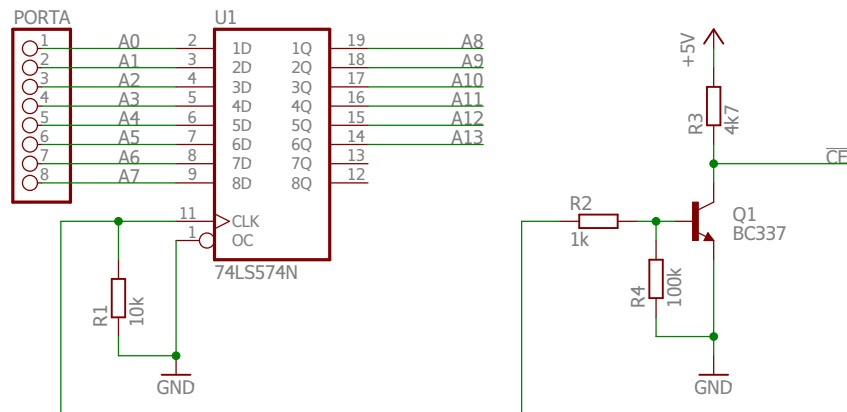 PORTA
1 A0
2 A1
3 A2
4 A3
5 A4
6 A5
7 A6
8 A7
U1
2 1D 1Q 19 A8
3 2D 2Q 18 A9
4 3D 3Q 17 A10
5 4D 4Q 16 A11
6 5D 5Q 15 A12
7 6D 6Q 14 A13
8 7D 7Q 13
9 8D 8Q 12
11 CLK
1 OC
74LS574N
R1
10k
GND
+5V
R3
4k7
CE
R2
1k
Q1
BC337
R4
100k
GND